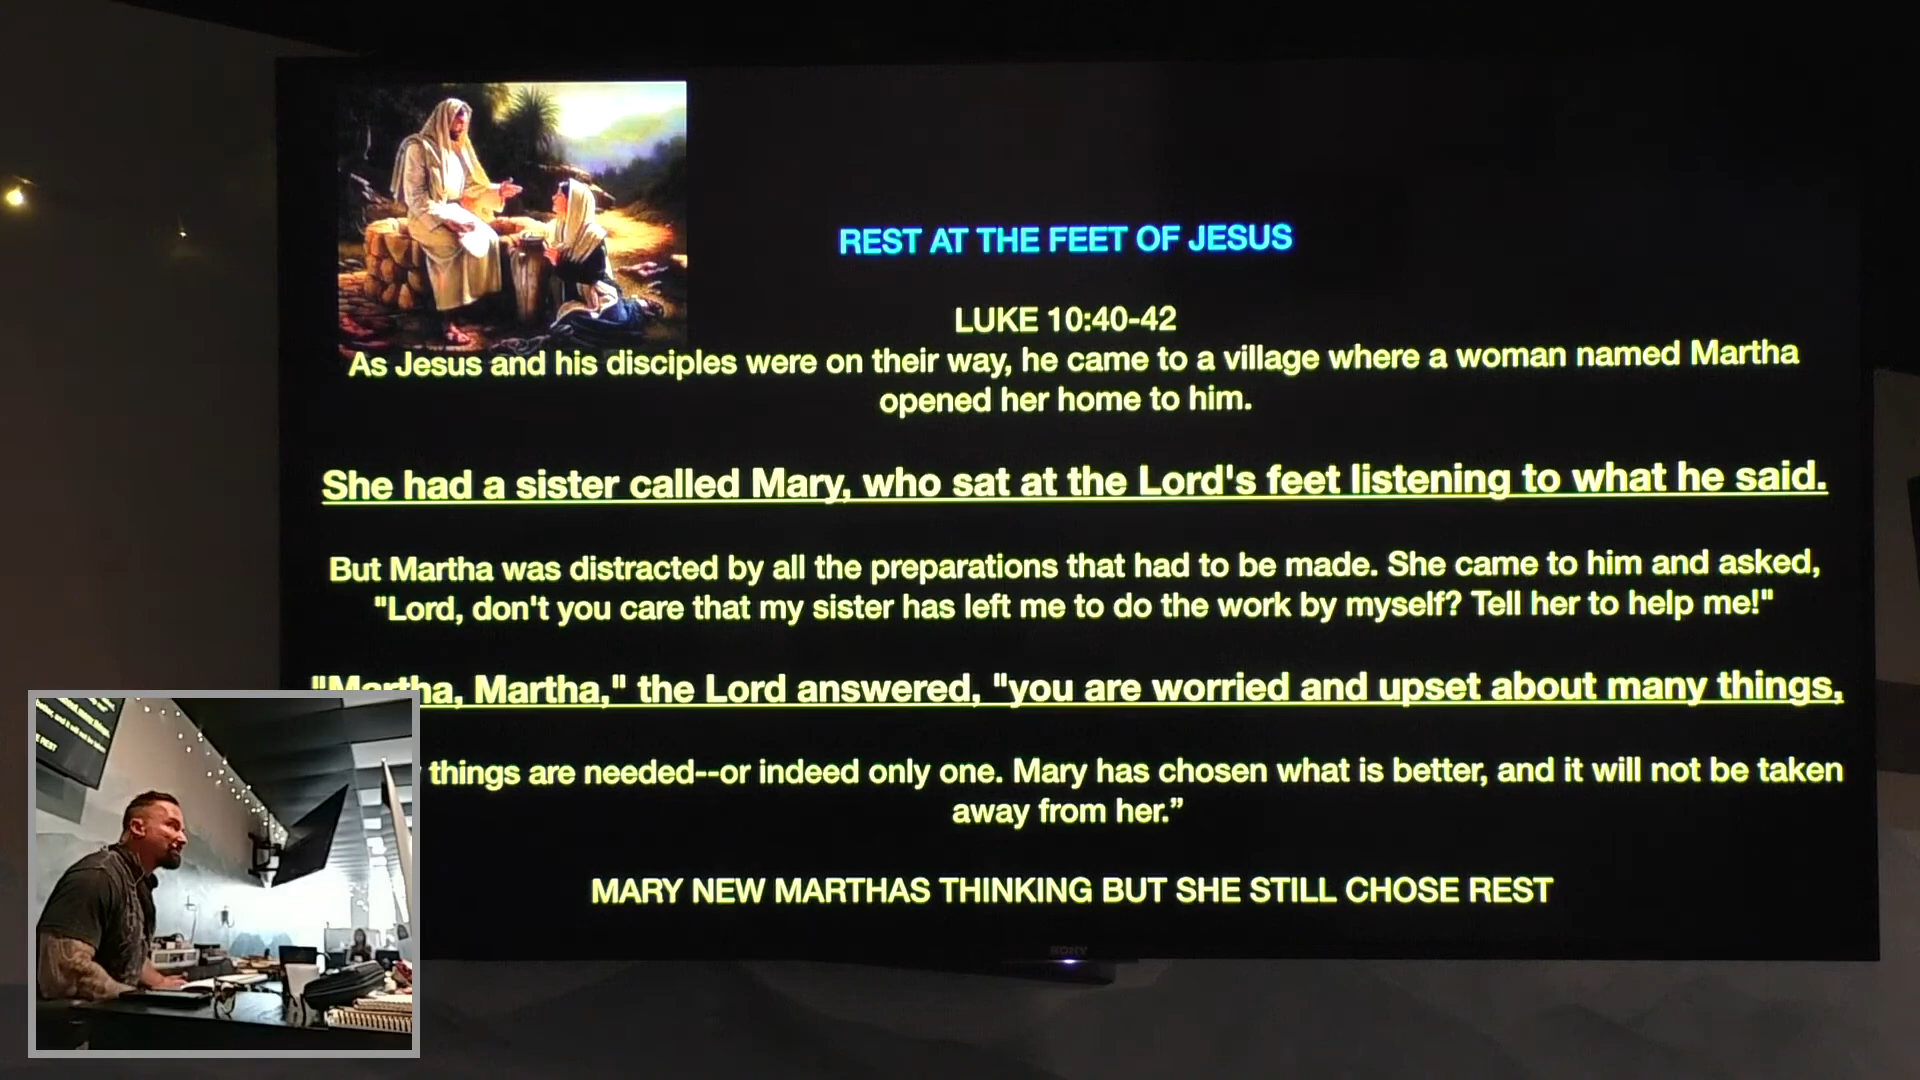 REST AT THE FEET OF JESUS
LUKE 10:40-42
As Jesus and his disciples were on their way, he came to a village where a woman named Martha
opened her home to him.
She had a sister called Mary, who sat at the Lord's feet listening to what he said.
But Martha was distracted by all the preparations that had to be made. She came to him and asked,
"Lord, don't you care that my sister has left me to do the work by myself? Tell her to help me!"
"Martha, Martha," the Lord answered, "you are worried and upset about many things,
things are needed--or indeed only one. Mary has chosen what is better, and it will not be taken
away from her.”
MARY NEW MARTHAS THINKING BUT SHE STILL CHOSE REST
SONY